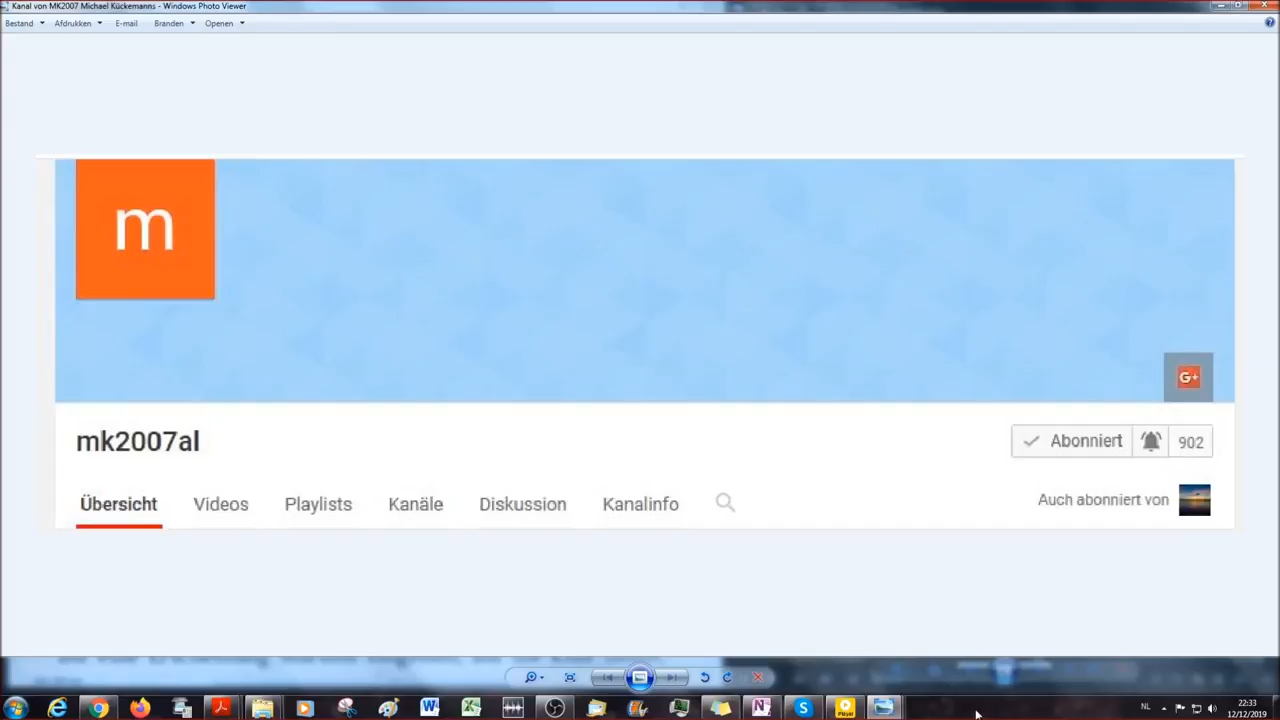 Kanal von MK2007 Michael Kückemanns - Windows Photo Viewer
Bestand Afdrukken E-mail Branden Openen
m
G+
mk2007al
Abonniert 902
Übersicht Videos Playlists Kanäle Diskussion Kanalinfo
Auch abonniert von
NL
22:33
12/12/2019